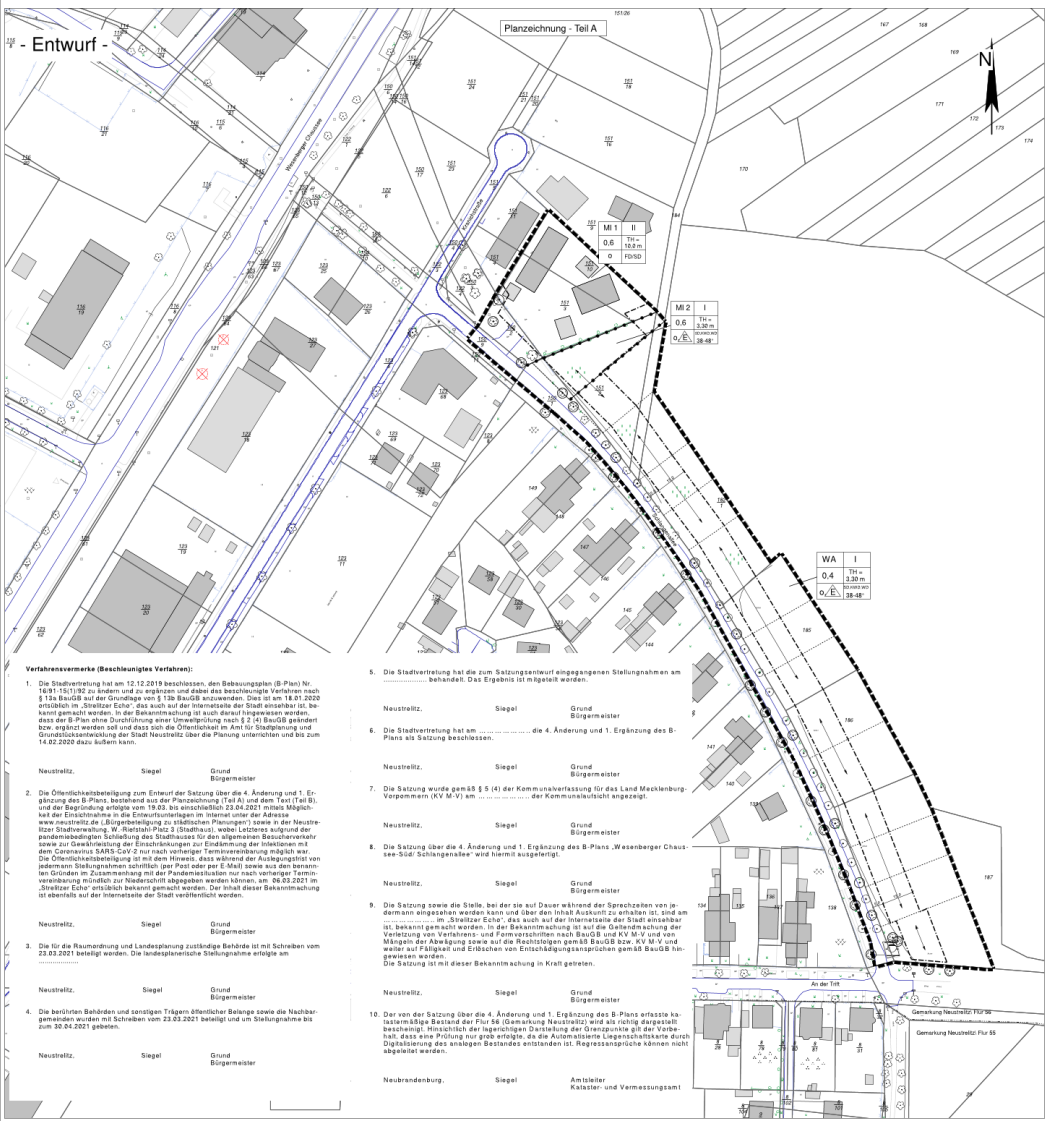 - Entwurf -
Planzeichnung - Teil A
N
Wesenberger Chaussee
Kranichstraße
MI 1 II
0,6 TH = 10,0 m
o FD/SD
MI 2 I
0,6 TH = 3,30 m
o E 38-48°
WA I
0,4 TH = 3,30 m
o E 38-48°
An der Trift
Gemarkung Neustrelitz Flur 56
Gemarkung Neustrelitz Flur 55
Verfahrensvermerke (Beschleunigtes Verfahren):
1. Die Stadtvertretung hat am 12.12.2019 beschlossen, den Bebauungsplan (B-Plan) Nr.
16/91-15(1)/92 zu ändern und zu ergänzen und dabei das beschleunigte Verfahren nach
§ 13a BauGB auf der Grundlage von § 13b BauGB anzuwenden. Dies ist am 18.01.2020
ortsüblich im „Strelitzer Echo“, das auch auf der Internetseite der Stadt einsehbar ist, be-
kannt gemacht worden. In der Bekanntmachung ist auch darauf hingewiesen worden,
dass der B-Plan ohne Durchführung einer Umweltprüfung nach § 2 (4) BauGB geändert
bzw. ergänzt werden soll und dass sich die Öffentlichkeit im Amt für Stadtplanung und
Grundstücksentwicklung der Stadt Neustrelitz über die Planung unterrichten und bis zum
14.02.2020 dazu äußern kann.
Neustrelitz, Siegel Grund
Bürgermeister
2. Die Öffentlichkeitsbeteiligung zum Entwurf der Satzung über die 4. Änderung und 1. Er-
gänzung des B-Plans, bestehend aus der Planzeichnung (Teil A) und dem Text (Teil B),
und der Begründung erfolgte vom 19.03. bis einschließlich 23.04.2021 mittels Möglich-
keit der Einsichtnahme in die Entwurfsunterlagen im Internet unter der Adresse
www.neustrelitz.de („Bürgerbeteiligung zu städtischen Planungen“) sowie in der Neustre-
litzer Stadtverwaltung, W.-Riefstahl-Platz 3 (Stadthaus), wobei Letzteres aufgrund der
pandemiebedingten Schließung des Stadthauses für den allgemeinen Besucherverkehr
sowie zur Gewährleistung der Einschränkungen zur Eindämmung der Infektionen mit
dem Coronavirus SARS-CoV-2 nur nach vorheriger Terminvereinbarung möglich war.
Die Öffentlichkeitsbeteiligung ist mit dem Hinweis, dass während der Auslegungsfrist von
jedermann Stellungnahmen schriftlich (per Post oder per E-Mail) sowie aus den benann-
ten Gründen im Zusammenhang mit der Pandemiesituation nur nach vorheriger Termin-
vereinbarung mündlich zur Niederschrift abgegeben werden können, am 06.03.2021 im
„Strelitzer Echo“ ortsüblich bekannt gemacht worden. Der Inhalt dieser Bekanntmachung
ist ebenfalls auf der Internetseite der Stadt veröffentlicht worden.
Neustrelitz, Siegel Grund
Bürgermeister
3. Die für die Raumordnung und Landesplanung zuständige Behörde ist mit Schreiben vom
23.03.2021 beteiligt worden. Die landesplanerische Stellungnahme erfolgte am
...................
Neustrelitz, Siegel Grund
Bürgermeister
4. Die berührten Behörden und sonstigen Trägern öffentlicher Belange sowie die Nachbar-
gemeinden wurden mit Schreiben vom 23.03.2021 beteiligt und um Stellungnahme bis
zum 30.04.2021 gebeten.
Neustrelitz, Siegel Grund
Bürgermeister
5. Die Stadtvertretung hat die zum Satzungsentwurf eingegangenen Stellungnahmen am
.................... behandelt. Das Ergebnis ist mitgeteilt worden.
Neustrelitz, Siegel Grund
Bürgermeister
6. Die Stadtvertretung hat am ....................... die 4. Änderung und 1. Ergänzung des B-
Plans als Satzung beschlossen.
Neustrelitz, Siegel Grund
Bürgermeister
7. Die Satzung wurde gemäß § 5 (4) der Kommunalverfassung für das Land Mecklenburg-
Vorpommern (KV M-V) am ....................... der Kommunalaufsicht angezeigt.
Neustrelitz, Siegel Grund
Bürgermeister
8. Die Satzung über die 4. Änderung und 1. Ergänzung des B-Plans „Wesenberger Chaus-
see-Süd/ Schlangenallee“ wird hiermit ausgefertigt.
Neustrelitz, Siegel Grund
Bürgermeister
9. Die Satzung sowie die Stelle, bei der sie auf Dauer während der Sprechzeiten von je-
dermann eingesehen werden kann und über den Inhalt Auskunft zu erhalten ist, sind am
....................... im „Strelitzer Echo“, das auch auf der Internetseite der Stadt einsehbar
ist, bekannt gemacht worden. In der Bekanntmachung ist auf die Geltendmachung der
Verletzung von Verfahrens- und Formvorschriften nach BauGB und KV M-V und von
Mängeln der Abwägung sowie auf die Rechtsfolgen gemäß BauGB bzw. KV M-V und
weiter auf Fälligkeit und Erlöschen von Entschädigungsansprüchen gemäß BauGB hin-
gewiesen worden.
Die Satzung ist mit dieser Bekanntmachung in Kraft getreten.
Neustrelitz, Siegel Grund
Bürgermeister
10. Der von der Satzung über die 4. Änderung und 1. Ergänzung des B-Plans erfasste ka-
tastermäßige Bestand der Flur 56 (Gemarkung Neustrelitz) wird als richtig dargestellt
bescheinigt. Hinsichtlich der lagerichtigen Darstellung der Grenzpunkte gilt der Vorbe-
halt, dass eine Prüfung nur grob erfolgte, da die Automatisierte Liegenschaftskarte durch
Digitalisierung des analogen Bestandes entstanden ist. Regressansprüche können nicht
abgeleitet werden.
Neubrandenburg, Siegel Amtsleiter
Kataster- und Vermessungsamt